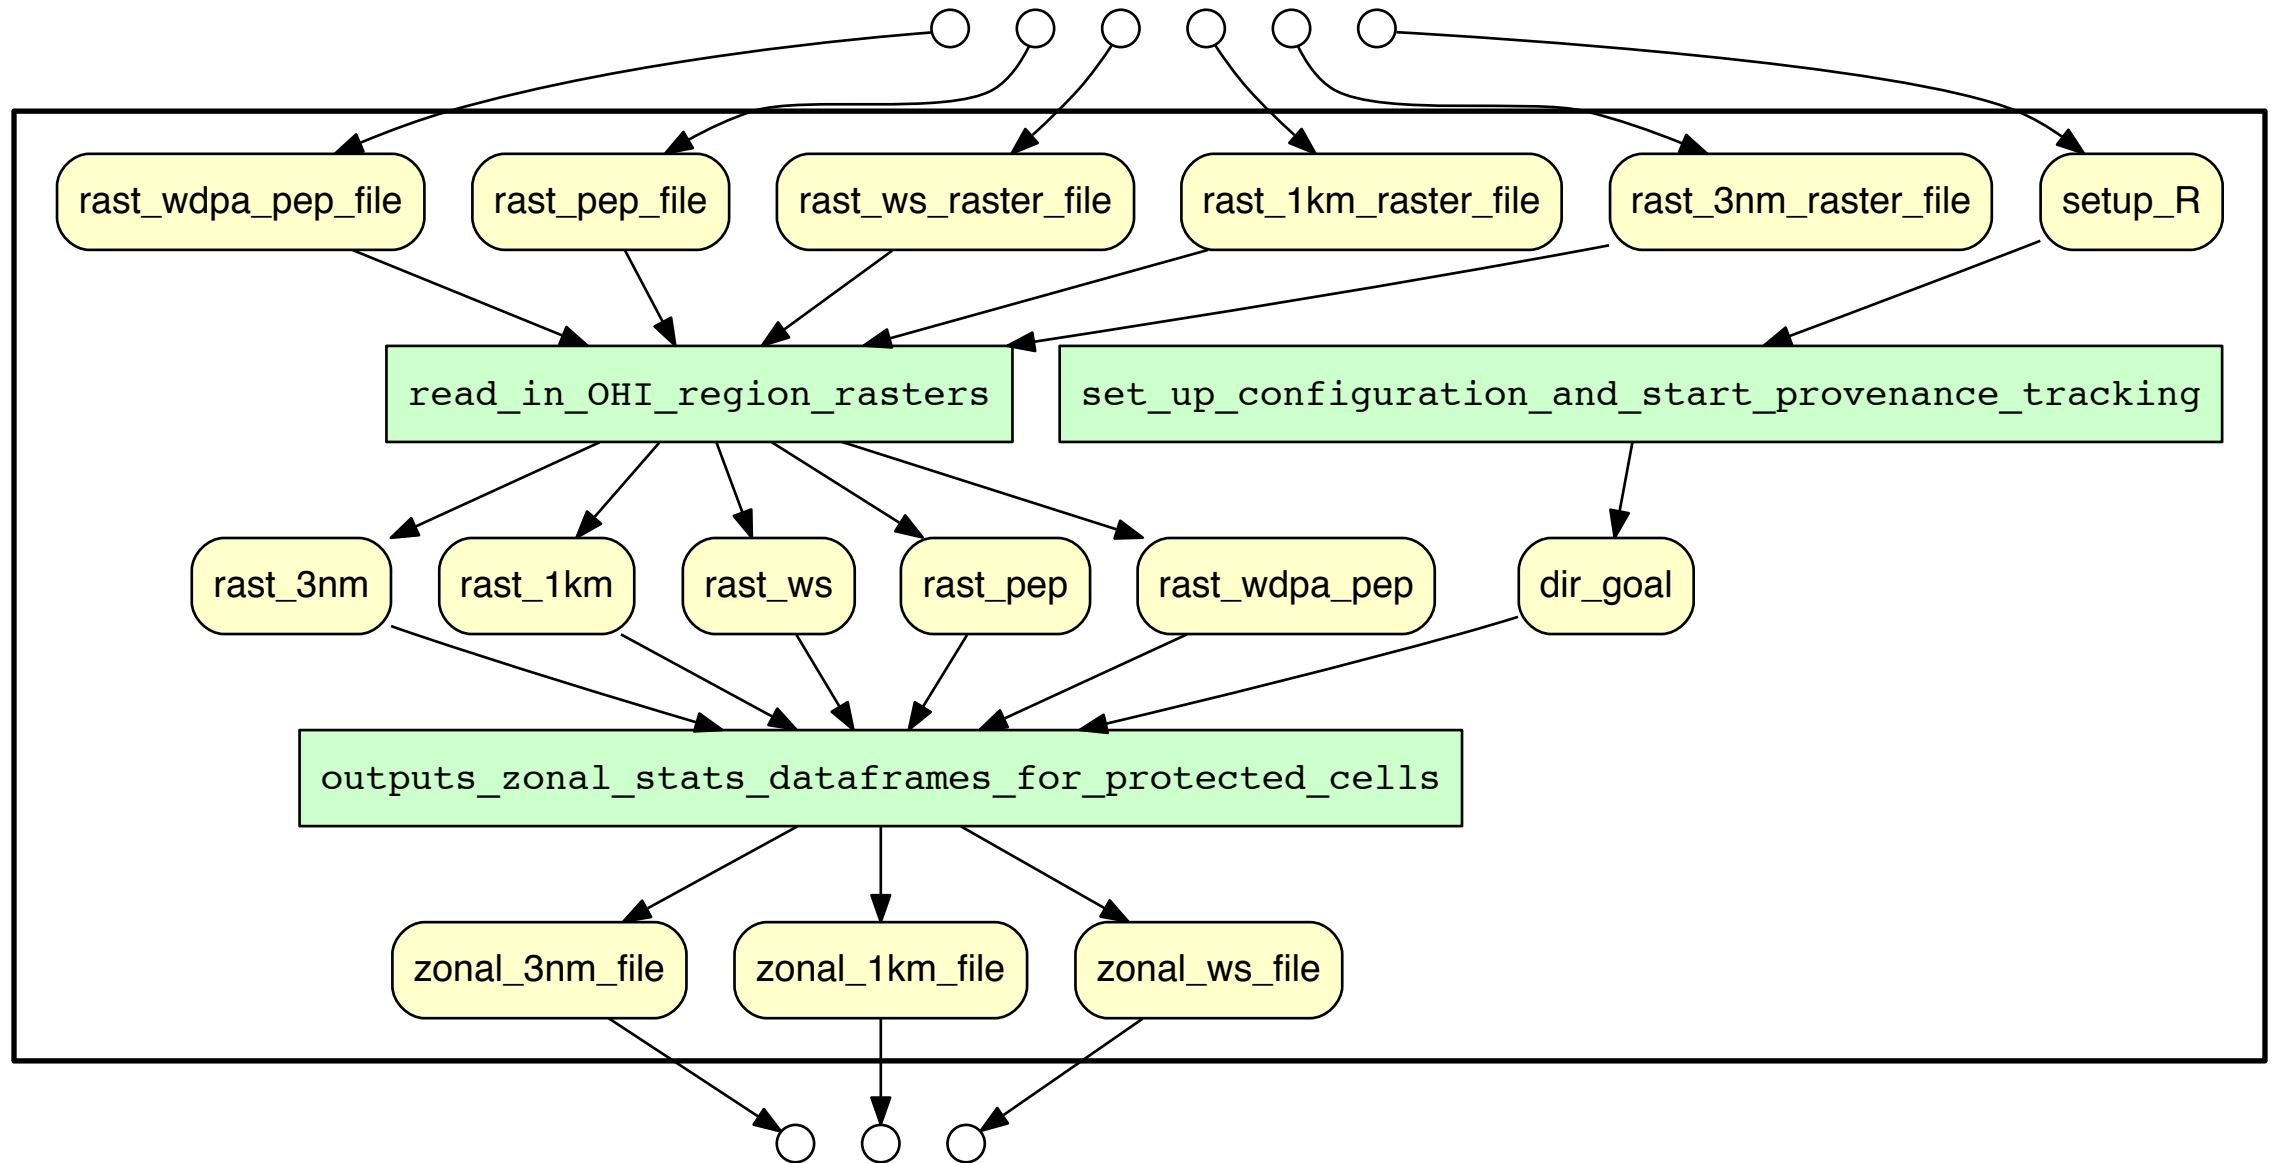 rast_wdpa_pep_file
rast_pep_file
rast_ws_raster_file
rast_1km_raster_file
rast_3nm_raster_file
setup_R
read_in_OHI_region_rasters
set_up_configuration_and_start_provenance_tracking
rast_3nm
rast_1km
rast_ws
rast_pep
rast_wdpa_pep
dir_goal
outputs_zonal_stats_dataframes_for_protected_cells
zonal_3nm_file
zonal_1km_file
zonal_ws_file